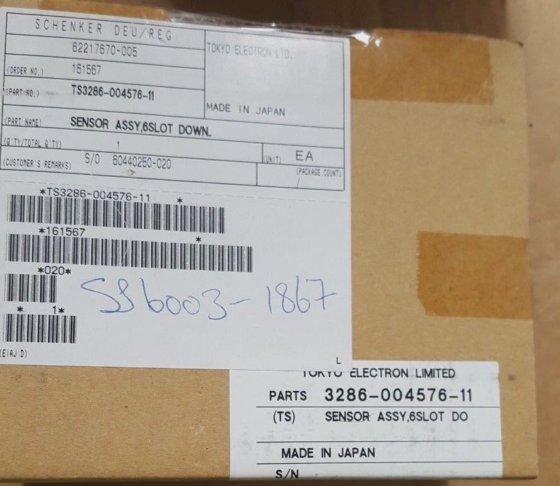 SCHENKER DEU/REG
62217670-005
TOKYO ELECTRON LTD.
(ORDER NO.) 161567
(PART NO.) TS3286-004576-11
MADE IN JAPAN
(PART NAME) SENSOR ASSY,6SLOT DOWN.
(Q'TY/TOTAL Q'TY) 1
(UNIT) EA
(CUSTOMER'S REMARKS) S/O 60440250-020
(PACKAGE COUNT)
/
*TS3286-004576-11 *
*161567 *
*020*
* 1*
SS6003-1867
(EIAJ D)
L
TOKYO ELECTRON LIMITED
PARTS 3286-004576-11
(TS) SENSOR ASSY,6SLOT DO
MADE IN JAPAN
S/N